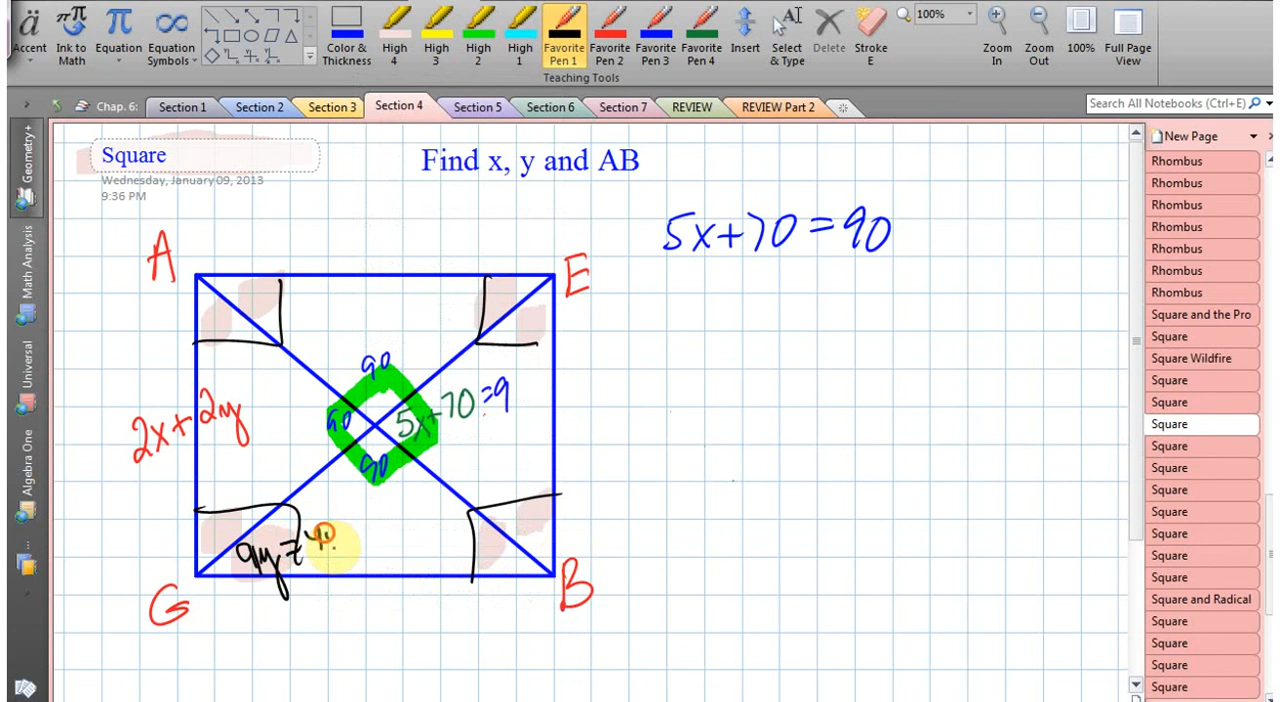 Accent
Ink to Math
Equation
Equation Symbols
Color & Thickness
High 4
High 3
High 2
High 1
Favorite Pen 1
Favorite Pen 2
Favorite Pen 3
Favorite Pen 4
Insert
Select & Type
Delete
Stroke E
100%
Zoom In
Zoom Out
100%
Full Page View
Teaching Tools
Chap. 6:
Section 1
Section 2
Section 3
Section 4
Section 5
Section 6
Section 7
REVIEW
REVIEW Part 2
Search All Notebooks (Ctrl+E)
Geometry+
Math Analysis
Universal
Algebra One
...
Square
Wednesday, January 09, 2013
9:36 PM
Find x, y and AB
5x+70=90
A
E
90
90
5x+70=9
90
2x+2y
9y=4
G
B
New Page
Rhombus
Rhombus
Rhombus
Rhombus
Rhombus
Rhombus
Rhombus
Square and the Pro
Square
Square Wildfire
Square
Square
Square
Square
Square
Square
Square
Square
Square
Square
Square and Radical
Square
Square
Square
Square